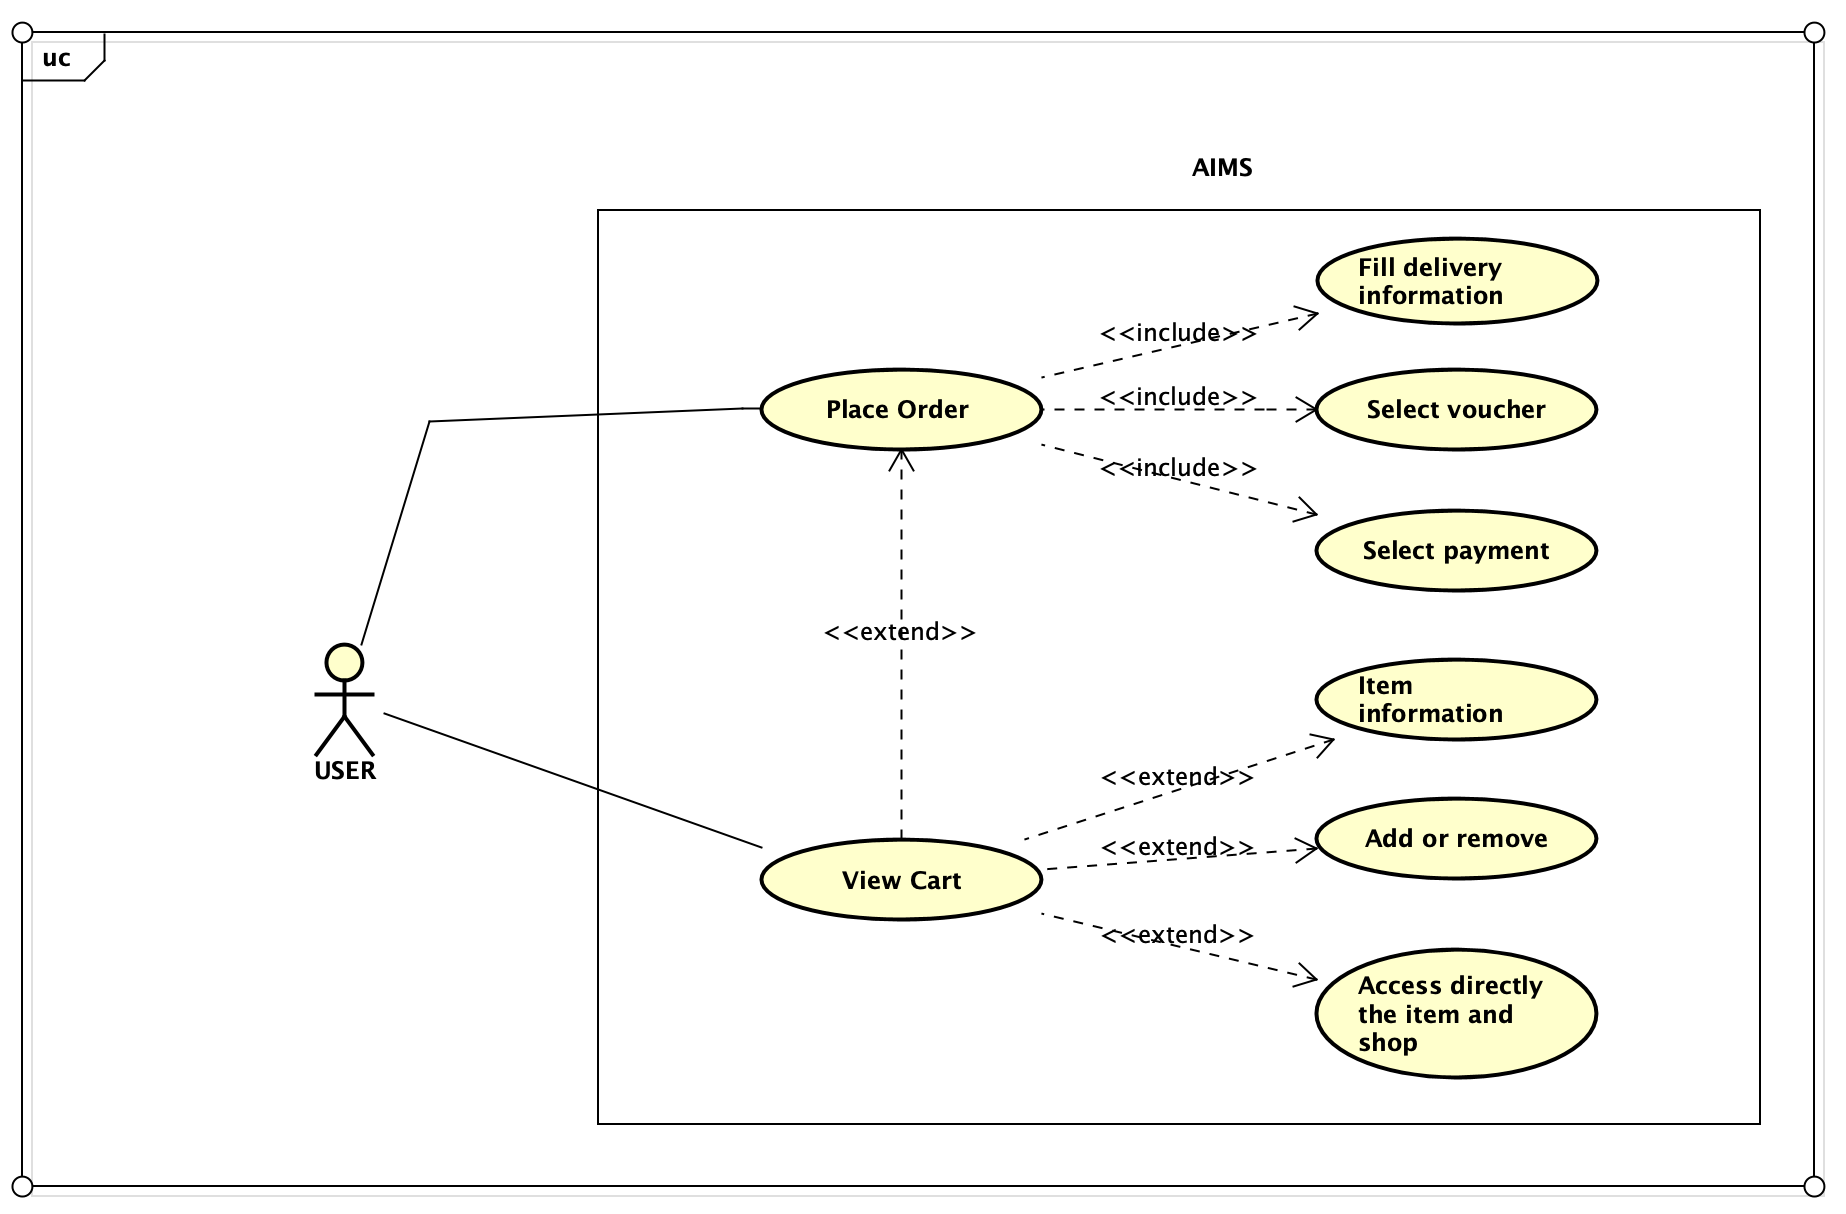 uc
AIMS
Fill delivery
information
<<include>>
<<include>>
Place Order
Select voucher
<<include>>
Select payment
<<extend>>
Item
information
USER
<<extend>>
Add or remove
<<extend>>
View Cart
<<extend>>
Access directly
the item and
shop